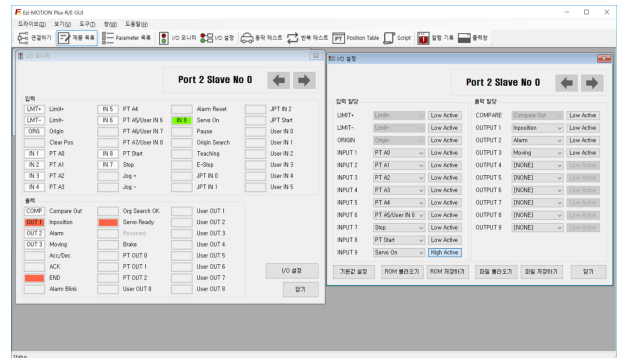 Ezi-MOTION Plus-R/E GUI
도라이브(D) 보기(V) 도구(T) 창(W) 도움말(H)
연결하기 제품 목록 Parameter 목록 I/O 모니터 I/O 설정 동작 테스트 반복 테스트 PT Position Table Script 알람 기록 출력창
I/O 모니터
Port 2 Slave No 0
입력
LMT+ Limit+ IN 5 PT A4 Alarm Reset JPT IN 2
LMT- Limit- IN 6 PT A5/User IN 6 IN 9 Servo On JPT Start
ORG Origin PT A6/User IN 7 Pause User IN 0
Clear Pos PT A7/User IN 8 Origin Search User IN 1
IN 1 PT A0 IN 8 PT Start Teaching User IN 2
IN 2 PT A1 IN 7 Stop E-Stop User IN 3
IN 3 PT A2 Jog + JPT IN 0 User IN 4
IN 4 PT A3 Jog - JPT IN 1 User IN 5
출력
COMP Compare Out Org Search OK User OUT 1
OUT 1 Inposition Servo Ready User OUT 2
OUT 2 Alarm Reserved User OUT 3
OUT 3 Moving Brake User OUT 4
Acc/Dec PT OUT 0 User OUT 5
ACK PT OUT 1 User OUT 6
END PT OUT 2 User OUT 7
Alarm Blink User OUT 0 User OUT 8
I/O 설정
닫기
I/O 설정
Port 2 Slave No 0
입력 할당 출력 할당
LIMIT+ Limit+ Low Active COMPARE Compare Out Low Active
LIMIT- Limit- Low Active OUTPUT 1 Inposition Low Active
ORIGIN Origin Low Active OUTPUT 2 Alarm Low Active
INPUT 1 PT A0 Low Active OUTPUT 3 Moving Low Active
INPUT 2 PT A1 Low Active OUTPUT 4 [NONE] Low Active
INPUT 3 PT A2 Low Active OUTPUT 5 [NONE] Low Active
INPUT 4 PT A3 Low Active OUTPUT 6 [NONE] Low Active
INPUT 5 PT A4 Low Active OUTPUT 7 [NONE] Low Active
INPUT 6 PT A5/User IN 6 Low Active OUTPUT 8 [NONE] Low Active
INPUT 7 Stop Low Active OUTPUT 9 [NONE] Low Active
INPUT 8 PT Start Low Active
INPUT 9 Servo On High Active
기본값 설정 ROM 불러오기 ROM 저장하기 파일 불러오기 파일 저장하기 닫기